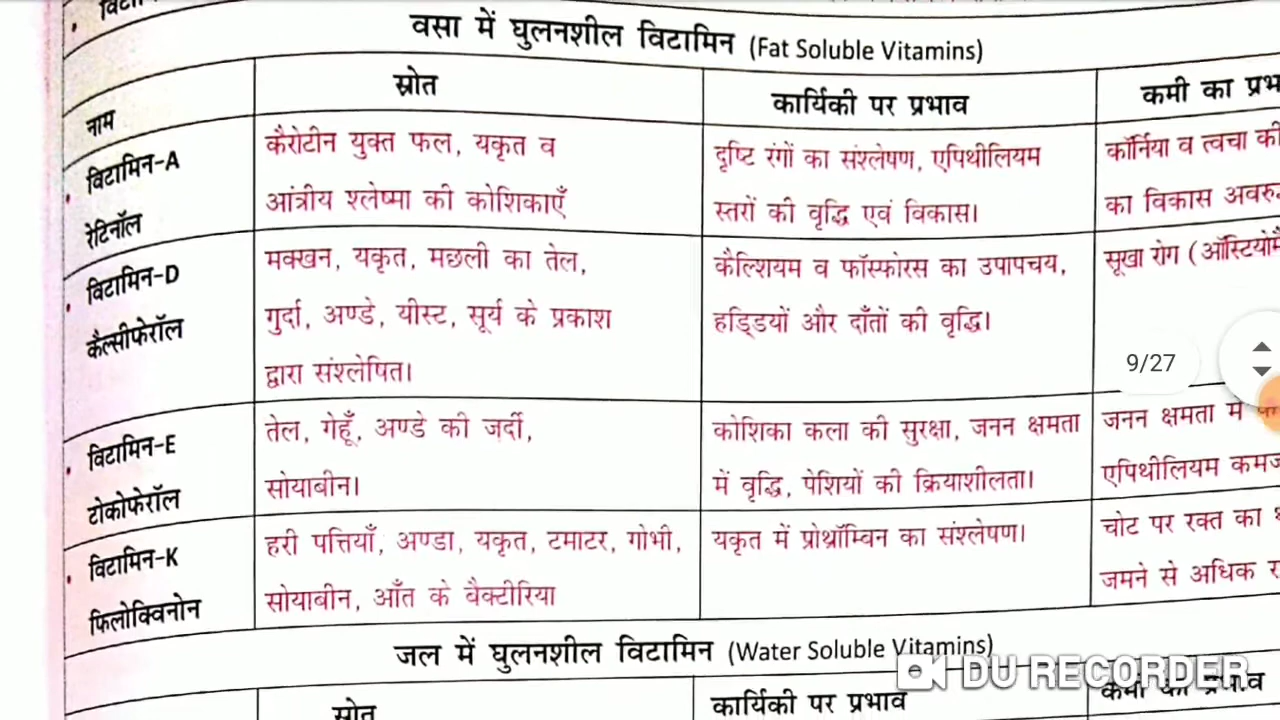 वसा में घुलनशील विटामिन (Fat Soluble Vitamins)
नाम
स्रोत
कार्यिकी पर प्रभाव
कमी का
विटामिन-A
रेटिनॉल
कैरोटीन युक्त फल, यकृत व
आंत्रीय श्लेष्मा की कोशिकाएँ
दृष्टि रंगों का संश्लेषण, एपिथीलियम
स्तरों की वृद्धि एवं विकास।
कॉर्निया व त्वचा की
का विकास
विटामिन-D
कैल्सीफेरॉल
मक्खन, यकृत, मछली का तेल,
गुर्दा, अण्डे, यीस्ट, सूर्य के प्रकाश
द्वारा संश्लेषित।
कैल्शियम व फॉस्फोरस का उपापचय,
हड्डियों और दाँतों की वृद्धि।
सूखा रोग
9/27
विटामिन-E
टोकोफेरॉल
तेल, गेहूँ, अण्डे की जर्दी,
सोयाबीन।
कोशिका कला की सुरक्षा, जनन क्षमता
में वृद्धि, पेशियों की क्रियाशीलता।
जनन क्षमता में
एपिथीलियम
विटामिन-K
फिलोक्विनोन
हरी पत्तियाँ, अण्डा, यकृत, टमाटर, गोभी,
सोयाबीन, आँत के बैक्टीरिया
यकृत में प्रोथ्रॉम्बिन का संश्लेषण।
चोट पर रक्त का
जमने से अधिक
जल में घुलनशील विटामिन (Water Soluble Vitamins)
स्रोत
कार्यिकी पर प्रभाव
कमी का प्रभाव
DU RECORDER